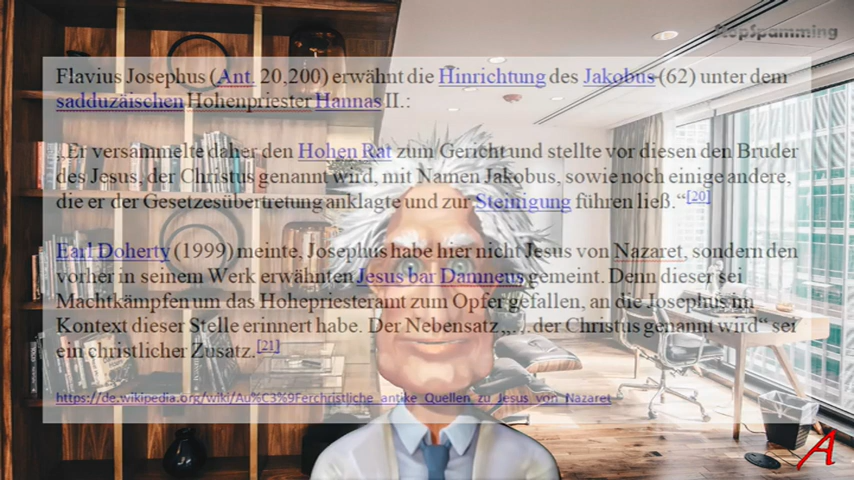 StopSpamming
Flavius Josephus (Ant. 20,200) erwähnt die Hinrichtung des Jakobus (62) unter dem
sadduzäischen Hohenpriester Hannas II.:
„Er versammelte daher den Hohen Rat zum Gericht und stellte vor diesen den Bruder
des Jesus, der Christus genannt wird, mit Namen Jakobus, sowie noch einige andere,
die er der Gesetzesübertretung anklagte und zur Steinigung führen ließ.“[20]
Earl Doherty (1999) meinte, Josephus habe hier nicht Jesus von Nazaret, sondern den
vorher in seinem Werk erwähnten Jesus bar Damneus gemeint. Denn dieser sei
Machtkämpfen um das Hohepriesteramt zum Opfer gefallen, an die Josephus im
Kontext dieser Stelle erinnert habe. Der Nebensatz „… der Christus genannt wird“ sei
ein christlicher Zusatz.[21]
https://de.wikipedia.org/wiki/Au%C3%9Ferchristliche_antike_Quellen_zu_Jesus_von_Nazaret
A